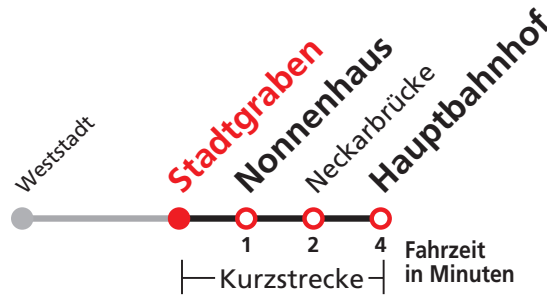 Weststadt
Stadtgraben
Nonnenhaus
Neckarbrücke
Hauptbahnhof
1 2 4
Fahrzeit
in Minuten
Kurzstrecke